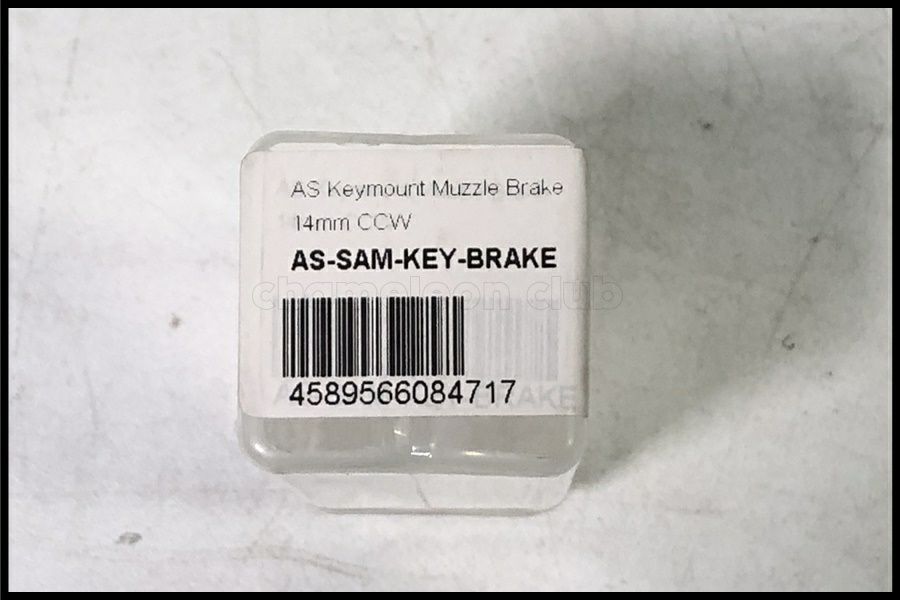 AS Keymount Muzzle Brake
14mm CCW
AS-SAM-KEY-BRAKE
chameleon club
4589566084717